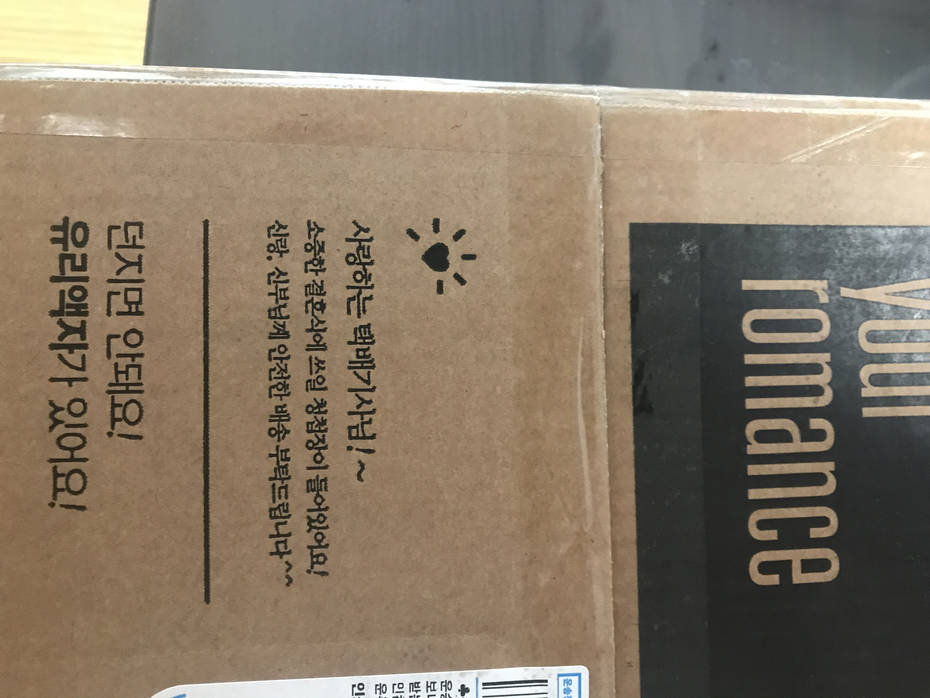 your
romance
사랑하는 택배기사님!~
소중한 결혼식에 쓰일 청첩장이 들어있어요!
신랑, 신부님께 안전한 배송 부탁드립니다^^
던지면 안돼요!
유리액자가 있어요!
운송장